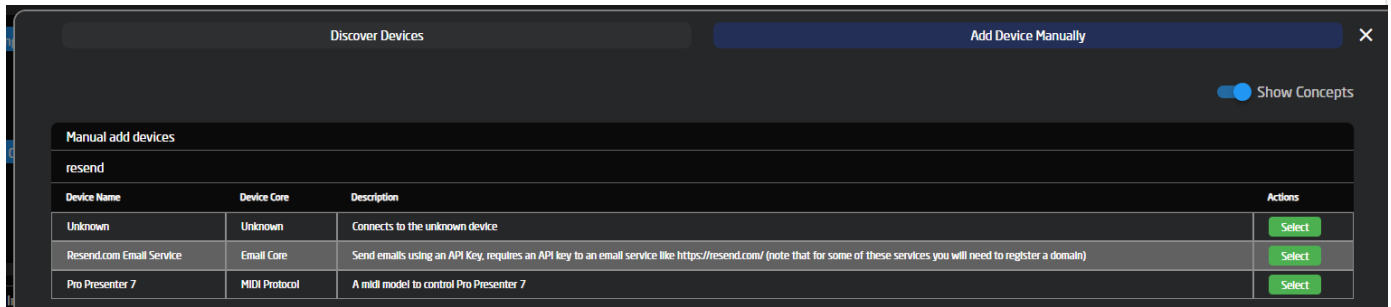 Discover Devices
Add Device Manually
Show Concepts
Manual add devices
resend
Device Name Device Core Description Actions
Unknown Unknown Connects to the unknown device Select
Resend.com Email Service Email Core Send emails using an API Key, requires an API key to an email service like https://resend.com/ (note that for some of these services you will need to register a domain) Select
Pro Presenter 7 MIDI Protocol A midi model to control Pro Presenter 7 Select